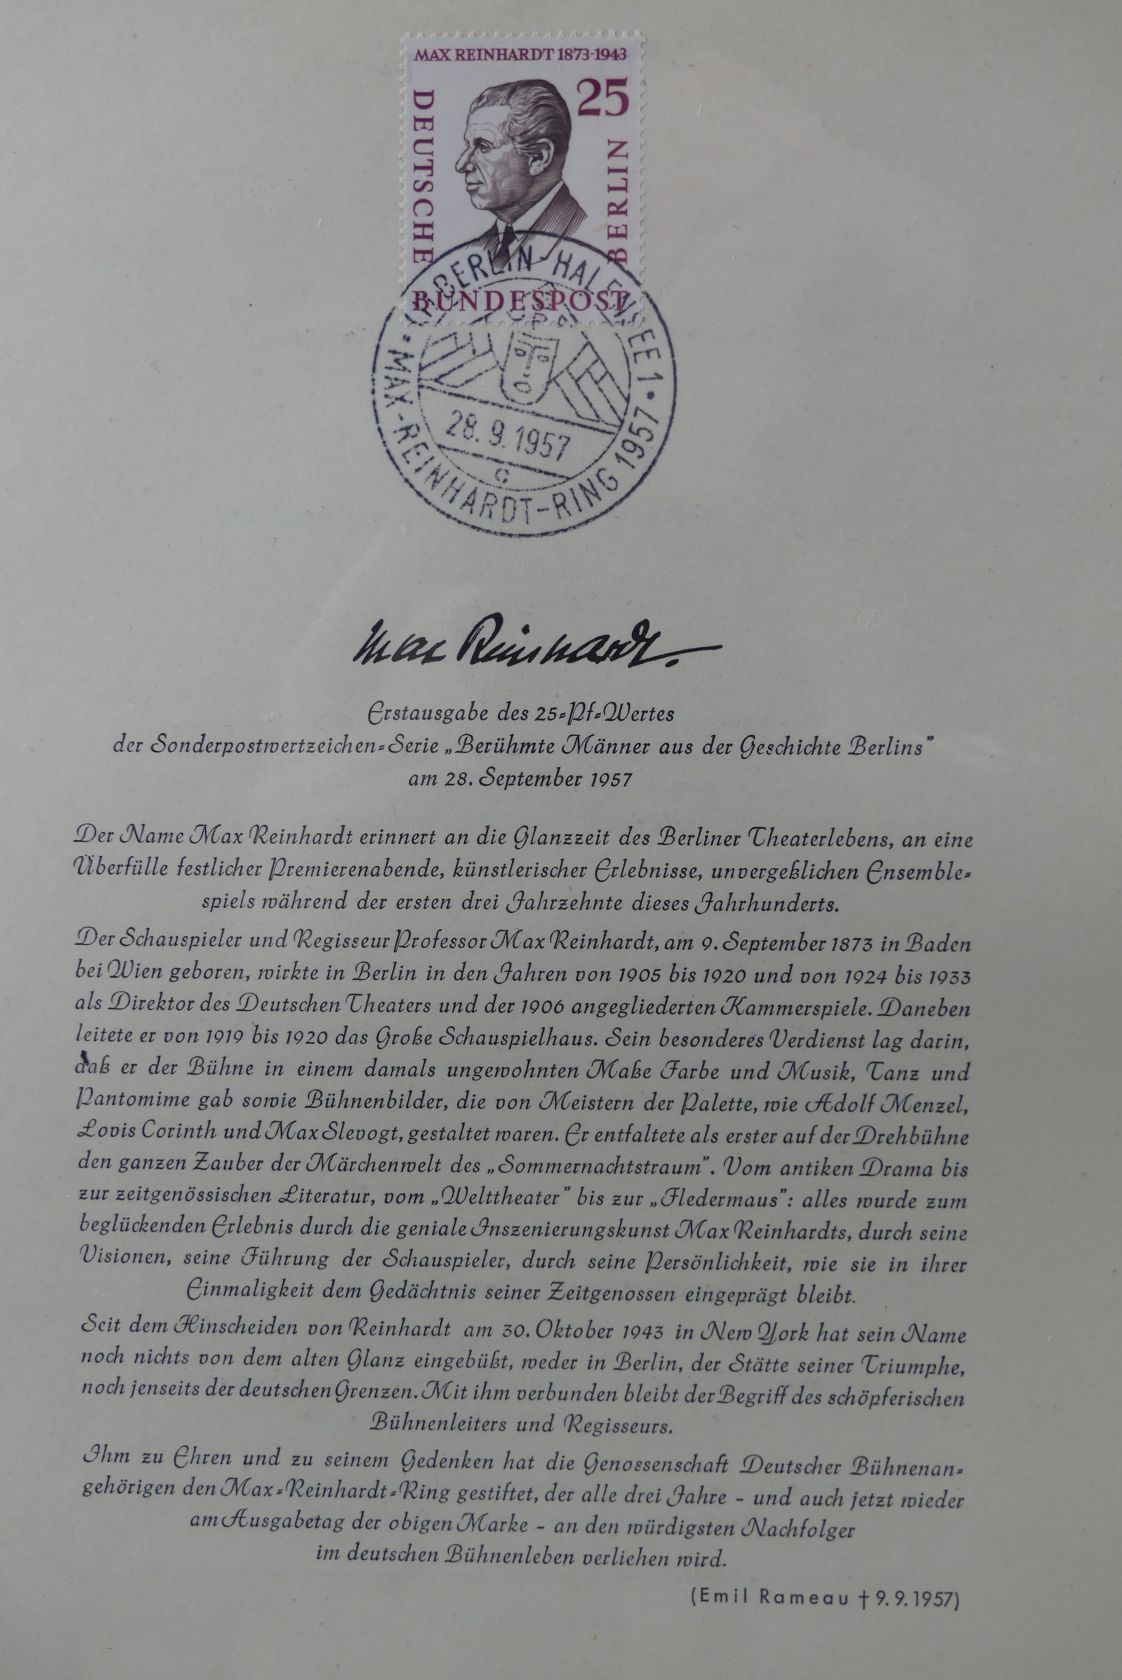 MAX REINHARDT 1873-1943
25
DEUTSCHE
BERLIN
BUNDESPOST
BERLIN-HALENSEE 1
28.9.1957
c
MAX-REINHARDT-RING 1957
Max Reinhardt.
Erstausgabe des 25-Pf-Wertes
der Sonderpostwertzeichen-Serie „Berühmte Männer aus der Geschichte Berlins"
am 28. September 1957
Der Name Max Reinhardt erinnert an die Glanzzeit des Berliner Theaterlebens, an eine
Überfülle festlicher Premierenabende, künstlerischer Erlebnisse, unvergeßlichen Ensemble-
spiels während der ersten drei Jahrzehnte dieses Jahrhunderts.
Der Schauspieler und Regisseur Professor Max Reinhardt, am 9. September 1873 in Baden
bei Wien geboren, wirkte in Berlin in den Jahren von 1905 bis 1920 und von 1924 bis 1933
als Direktor des Deutschen Theaters und der 1906 angegliederten Kammerspiele. Daneben
leitete er von 1919 bis 1920 das Große Schauspielhaus. Sein besonderes Verdienst lag darin,
daß er der Bühne in einem damals ungewohnten Maße Farbe und Musik, Tanz und
Pantomime gab sowie Bühnenbilder, die von Meistern der Palette, wie Adolf Menzel,
Lovis Corinth und Max Slevogt, gestaltet waren. Er entfaltete als erster auf der Drehbühne
den ganzen Zauber der Märchenwelt des „Sommernachtstraum". Vom antiken Drama bis
zur zeitgenössischen Literatur, vom „Welttheater" bis zur „Fledermaus": alles wurde zum
beglückenden Erlebnis durch die geniale Inszenierungskunst Max Reinhardts, durch seine
Visionen, seine Führung der Schauspieler, durch seine Persönlichkeit, wie sie in ihrer
Einmaligkeit dem Gedächtnis seiner Zeitgenossen eingeprägt bleibt.
Seit dem Hinscheiden von Reinhardt am 30. Oktober 1943 in New York hat sein Name
noch nichts von dem alten Glanz eingebüßt, weder in Berlin, der Stätte seiner Triumphe,
noch jenseits der deutschen Grenzen. Mit ihm verbunden bleibt der Begriff des schöpferischen
Bühnenleiters und Regisseurs.
Ihm zu Ehren und zu seinem Gedenken hat die Genossenschaft Deutscher Bühnenan-
gehörigen den Max-Reinhardt-Ring gestiftet, der alle drei Jahre - und auch jetzt wieder
am Ausgabetag der obigen Marke - an den würdigsten Nachfolger
im deutschen Bühnenleben verliehen wird.
(Emil Rameau † 9.9.1957)